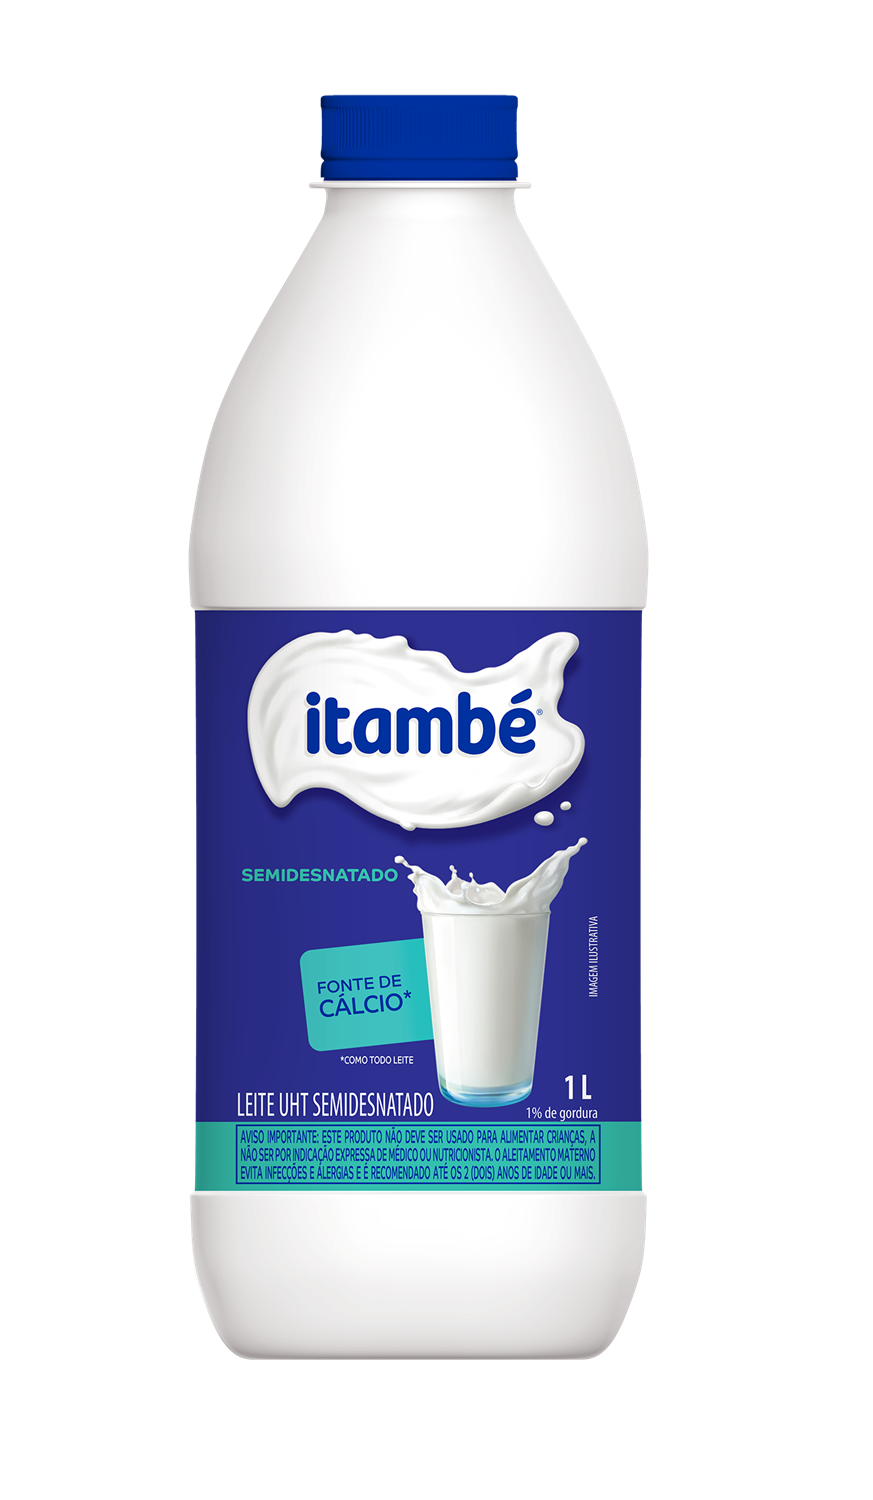 itambé®
SEMIDESNATADO
FONTE DE
CÁLCIO*
*COMO TODO LEITE
IMAGEM ILUSTRATIVA
LEITE UHT SEMIDESNATADO
1 L
1% de gordura
AVISO IMPORTANTE: ESTE PRODUTO NÃO DEVE SER USADO PARA ALIMENTAR CRIANÇAS, A
NÃO SER POR INDICAÇÃO EXPRESSA DE MÉDICO OU NUTRICIONISTA. O ALEITAMENTO MATERNO
EVITA INFECÇÕES E ALERGIAS E É RECOMENDADO ATÉ OS 2 (DOIS) ANOS DE IDADE OU MAIS.